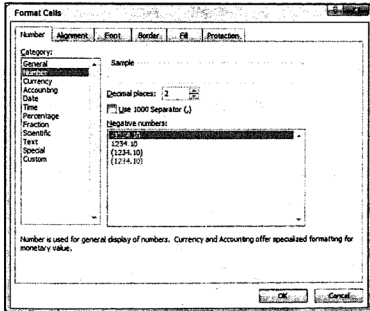 Format Cells
Number Alignment Font Border Fill Protection
Category:
General
Number
Currency
Accounting
Date
Time
Percentage
Fraction
Scientific
Text
Special
Custom
Sample
Decimal places: 2
Use 1000 Separator (,)
Negative numbers:
-1234.10
1234.10
(1234.10)
(1234.10)
Number is used for general display of numbers. Currency and Accounting offer specialized formatting for
monetary value.
OK Cancel